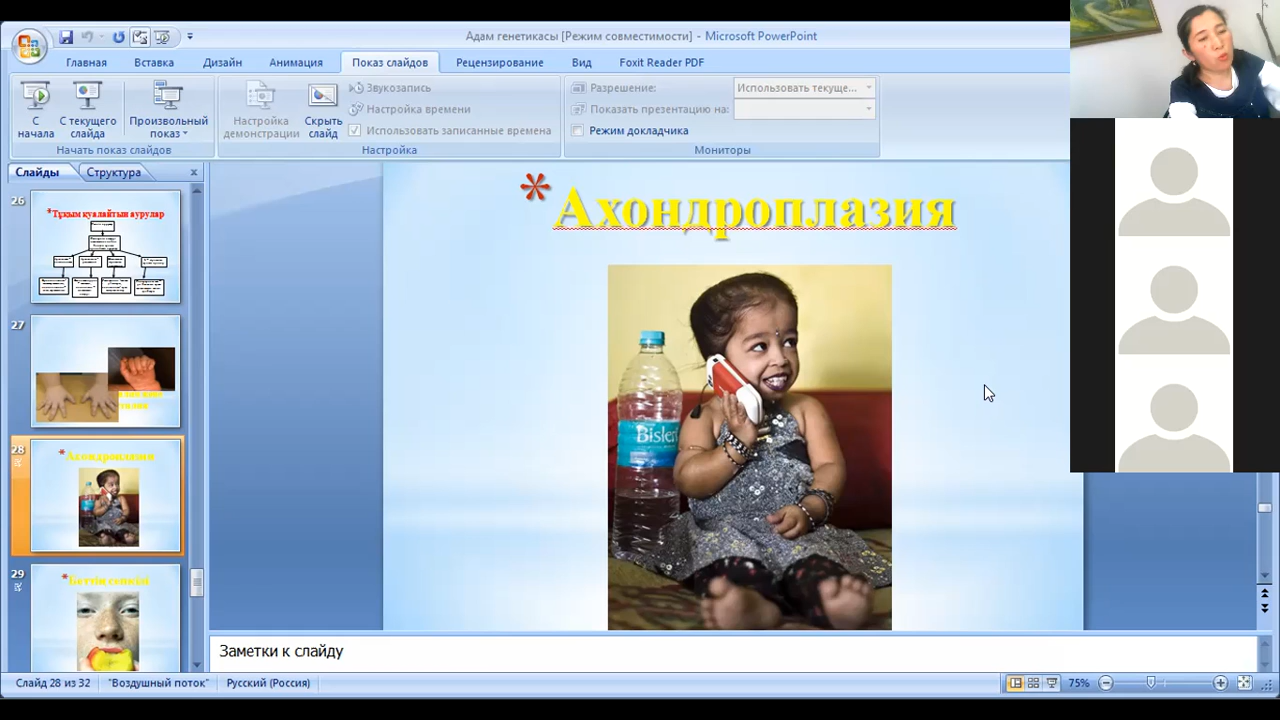 Адам генетикасы [Режим совместимости] - Microsoft PowerPoint
Главная Вставка Дизайн Анимация Показ слайдов Рецензирование Вид Foxit Reader PDF
С начала
С текущего слайда
Произвольный показ
Начать показ слайдов
Настройка демонстрации
Скрыть слайд
Звукозапись
Настройка времени
Использовать записанные времена
Настройка
Разрешение: Использовать текуще...
Показать презентацию на:
Режим докладчика
Мониторы
Слайды Структура
26
*Тұқым қуалайтын аурулар
27
28
*Ахондроплазия
29
*Беттін сепкілі
*Ахондроплазия
Bisleri
Заметки к слайду
Слайд 28 из 32 "Воздушный поток" Русский (Россия) 75%